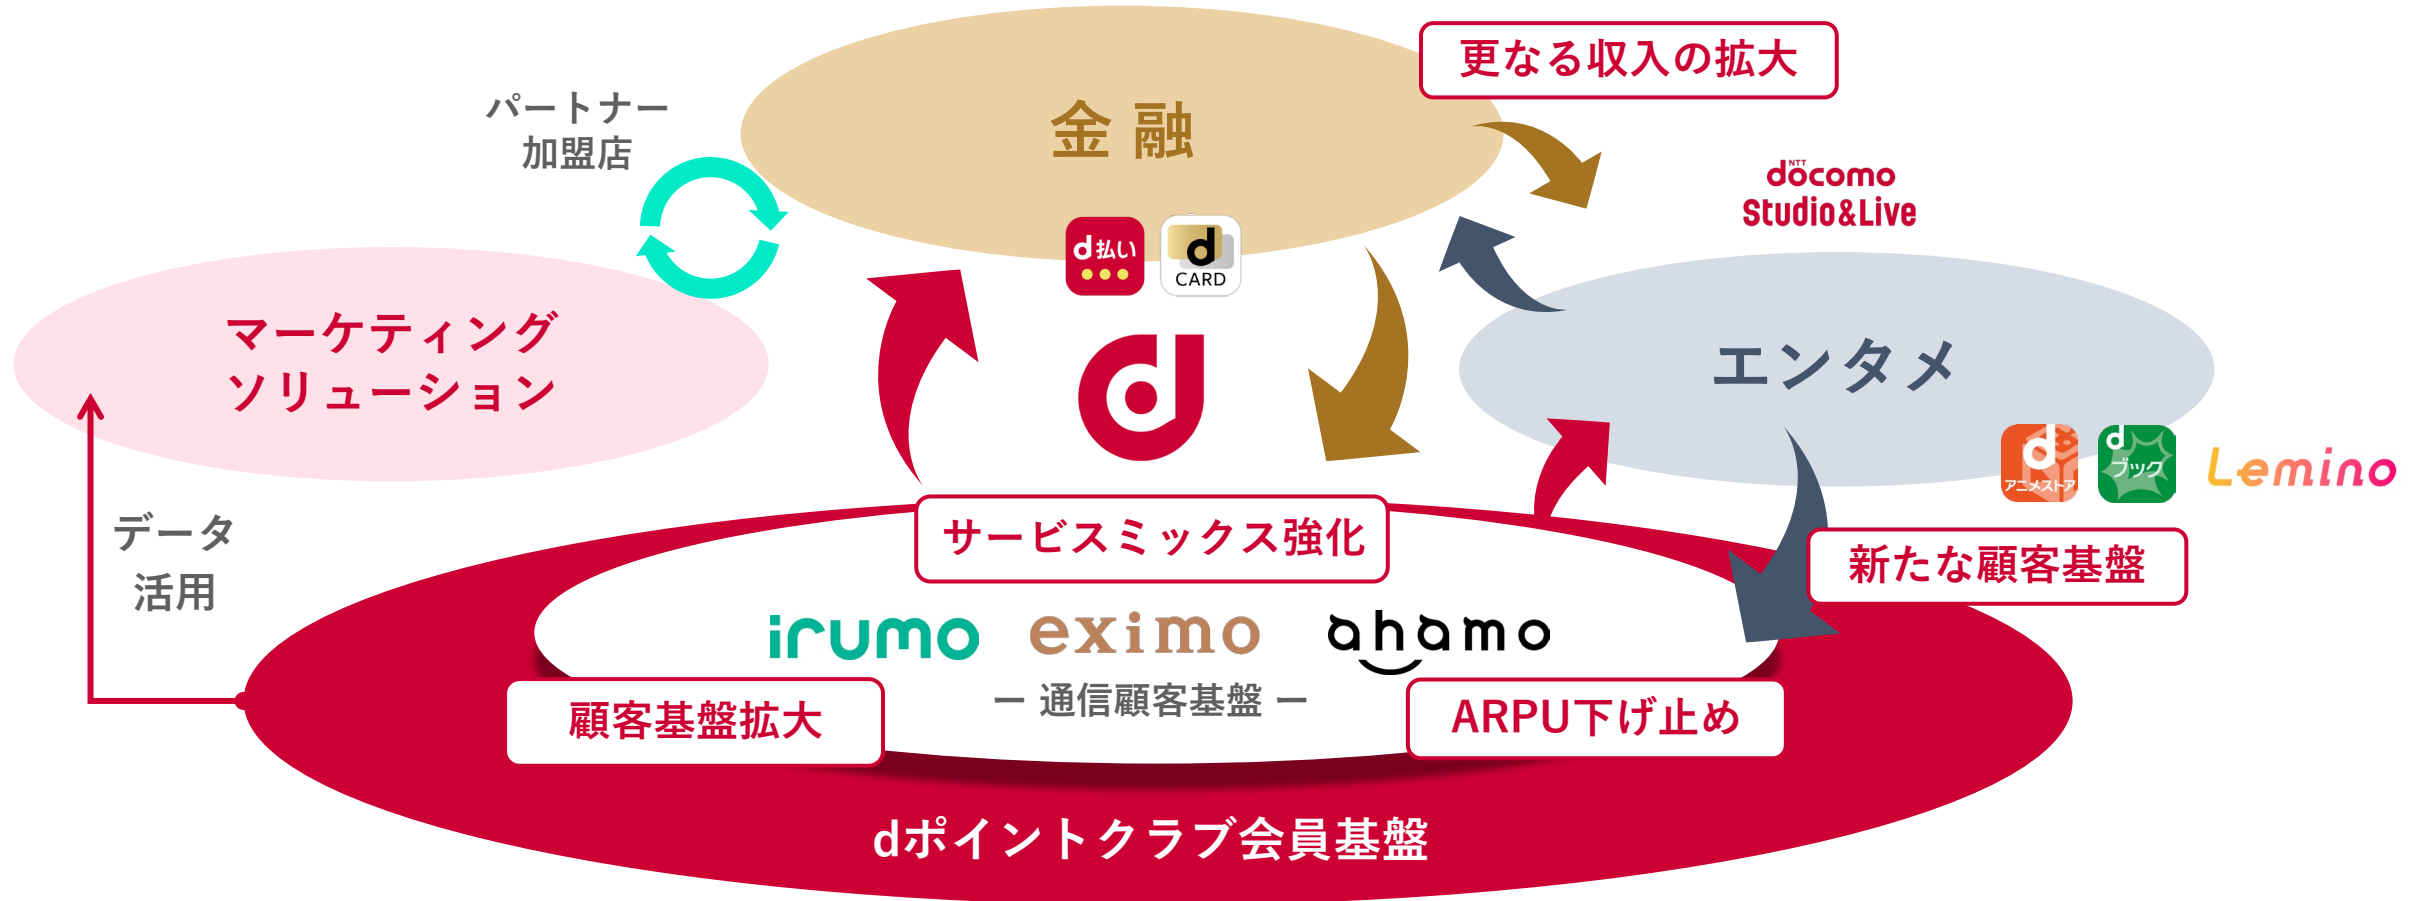 更なる収入の拡大
パートナー
加盟店
金 融
NTT
döcomo
Studio&Live
d払い
d
CARD
マーケティング
ソリューション
エンタメ
d
d
アニメストア
d
ブック
Lemino
データ
活用
サービスミックス強化
新たな顧客基盤
irumo
eximo
ahamo
ー 通信顧客基盤 ー
顧客基盤拡大
ARPU下げ止め
dポイントクラブ会員基盤